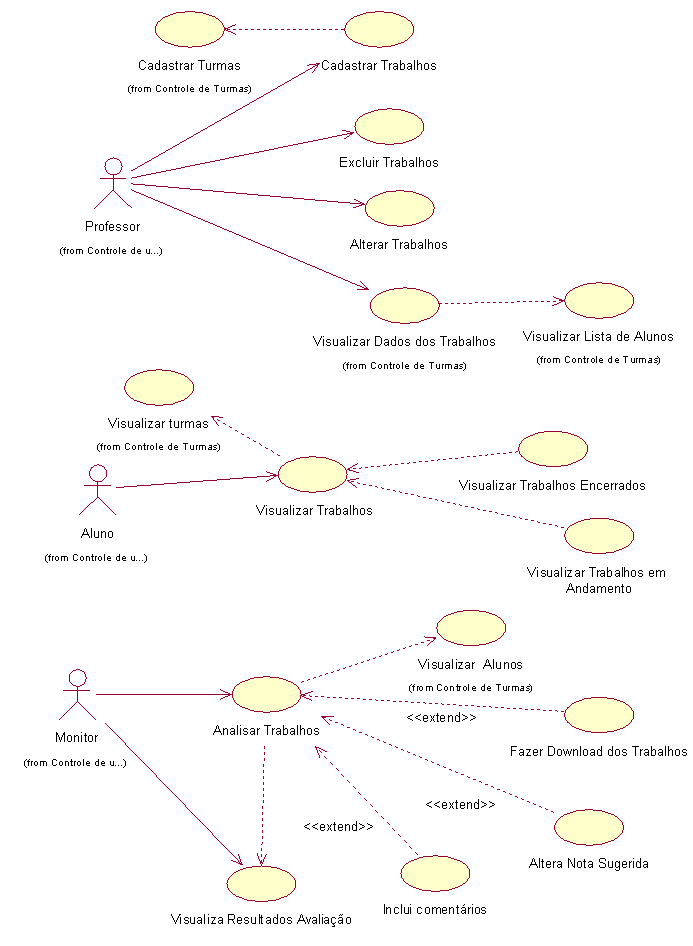 Cadastrar Turmas
(from Controle de Turmas)
Cadastrar Trabalhos
Excluir Trabalhos
Professor
(from Controle de u...)
Alterar Trabalhos
Visualizar Dados dos Trabalhos
(from Controle de Turmas)
Visualizar Lista de Alunos
(from Controle de Turmas)
Visualizar turmas
(from Controle de Turmas)
Aluno
(from Controle de u...)
Visualizar Trabalhos
Visualizar Trabalhos Encerrados
Visualizar Trabalhos em
Andamento
Visualizar Alunos
(from Controle de Turmas)
Monitor
(from Controle de u...)
Analisar Trabalhos
<<extend>>
Fazer Download dos Trabalhos
<<extend>>
<<extend>>
Altera Nota Sugerida
Inclui comentários
Visualiza Resultados Avaliação